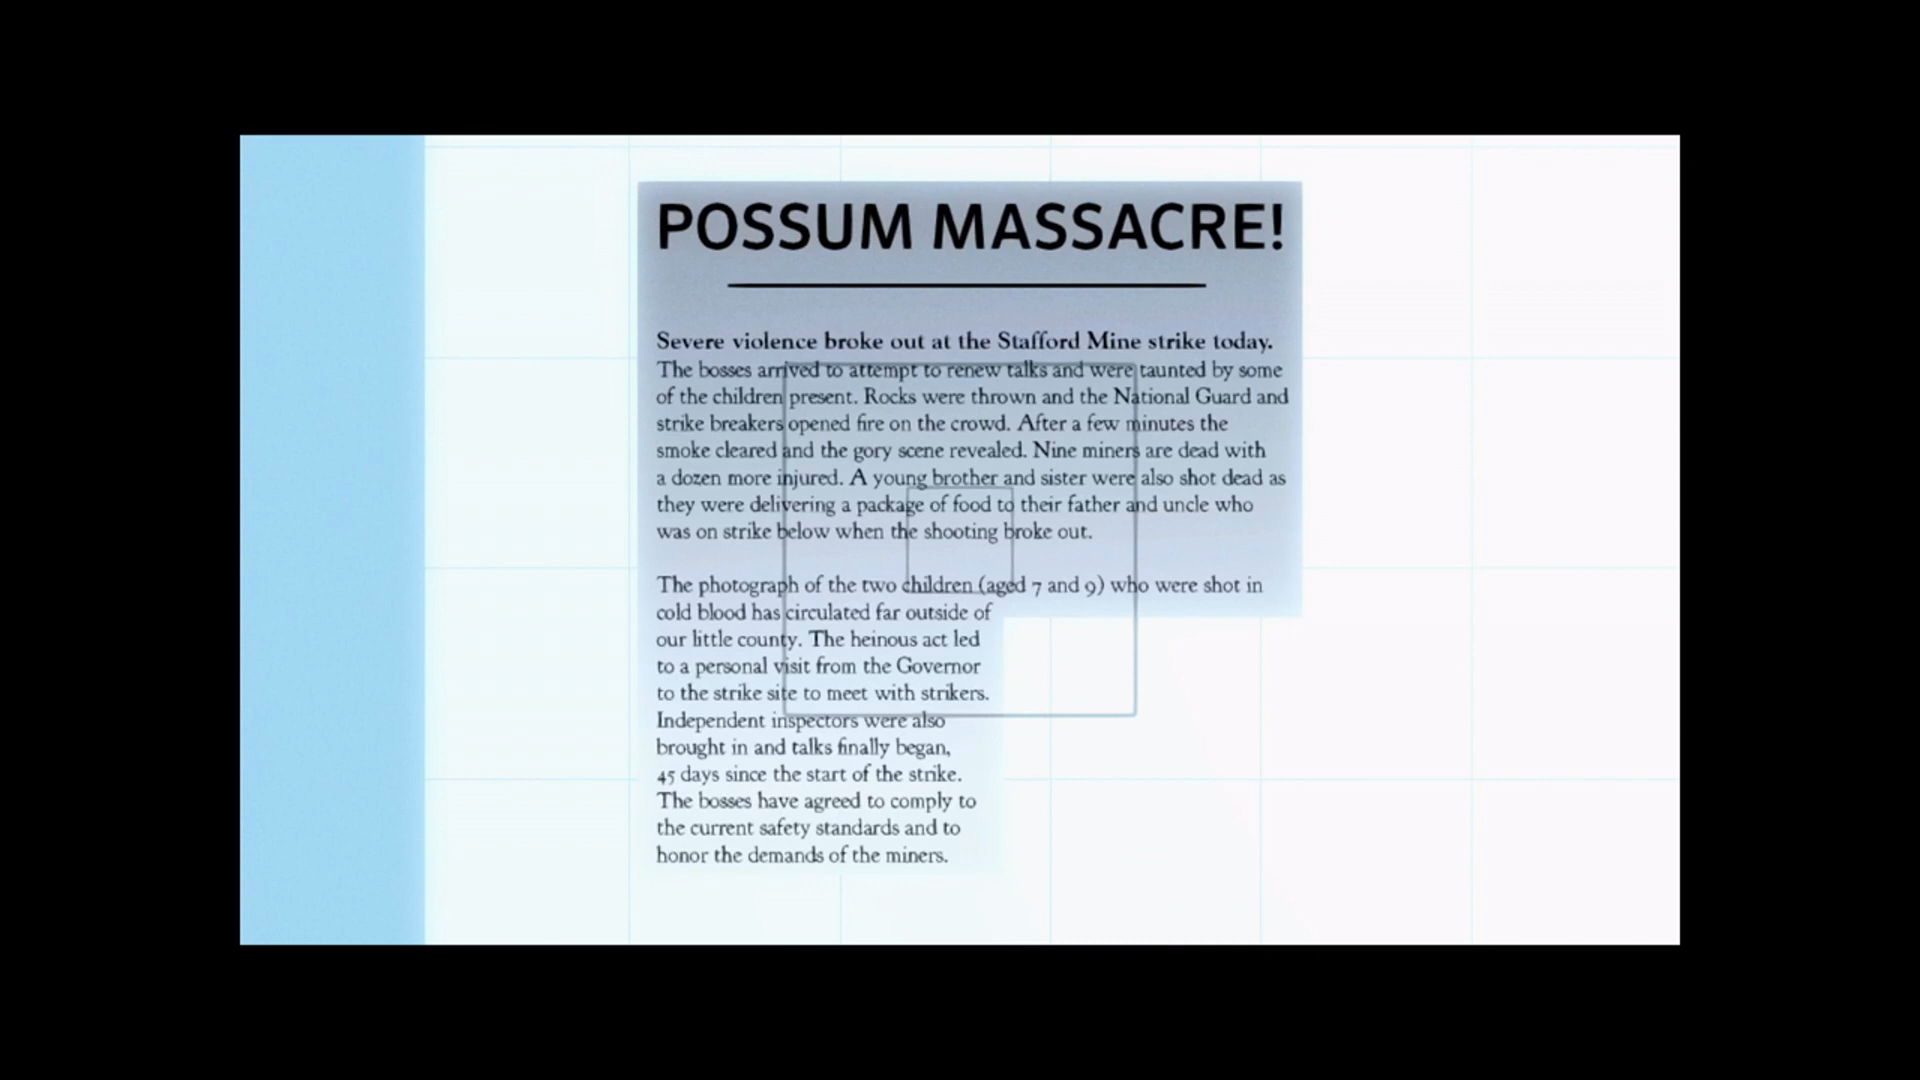 POSSUM MASSACRE!
Severe violence broke out at the Stafford Mine strike today.
The bosses arrived to attempt to renew talks and were taunted by some
of the children present. Rocks were thrown and the National Guard and
strike breakers opened fire on the crowd. After a few minutes the
smoke cleared and the gory scene revealed. Nine miners are dead with
a dozen more injured. A young brother and sister were also shot dead as
they were delivering a package of food to their father and uncle who
was on strike below when the shooting broke out.
The photograph of the two children (aged 7 and 9) who were shot in
cold blood has circulated far outside of
our little county. The heinous act led
to a personal visit from the Governor
to the strike site to meet with strikers.
Independent inspectors were also
brought in and talks finally began,
45 days since the start of the strike.
The bosses have agreed to comply to
the current safety standards and to
honor the demands of the miners.